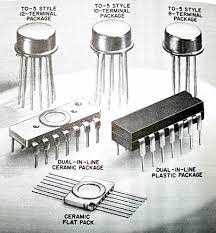 TO-5 STYLE
12-TERMINAL
PACKAGE
TO-5 STYLE
10-TERMINAL
PACKAGE
TO-5 STYLE
8-TERMINAL
PACKAGE
DUAL-IN-LINE
CERAMIC PACKAGE
DUAL-IN-LINE
PLASTIC PACKAGE
CERAMIC
FLAT PACK